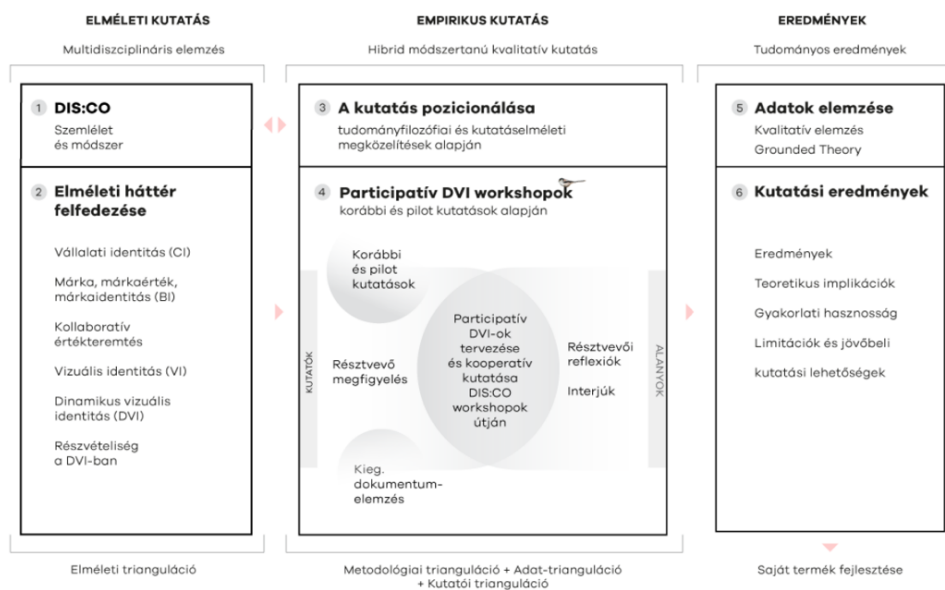 ELMÉLETI KUTATÁS
Multidiszciplináris elemzés
1 DIS:CO
Szemlélet
és módszer
2 Elméleti háttér
felfedezése
Vállalati identitás (CI)
Márka, márkaérték,
márkaidentitás (BI)
Kollaboratív
értékteremtés
Vizuális identitás (VI)
Dinamikus vizuális
identitás (DVI)
Részvételiség
a DVI-ban
Elméleti trianguláció
EMPIRIKUS KUTATÁS
Hibrid módszertanú kvalitatív kutatás
3 A kutatás pozicionálása
tudományfilozófiai és kutatáselméleti
megközelítések alapján
4 Participatív DVI workshopok
korábbi és pilot kutatások alapján
Korábbi
és pilot
kutatások
KUTATÓK
Résztvevő
megfigyelés
Kieg.
dokumentum-
elemzés
Participatív
DVI-ok
tervezése
és kooperatív
kutatása
DIS:CO
workshopok
útján
Résztvevői
reflexiók
Interjúk
ALANYOK
Metodológiai trianguláció + Adat-trianguláció
+ Kutatói trianguláció
EREDMÉNYEK
Tudományos eredmények
5 Adatok elemzése
Kvalitatív elemzés
Grounded Theory
6 Kutatási eredmények
Eredmények
Teoretikus implikációk
Gyakorlati hasznosság
Limitációk és jövőbeli
kutatási lehetőségek
Saját termék fejlesztése